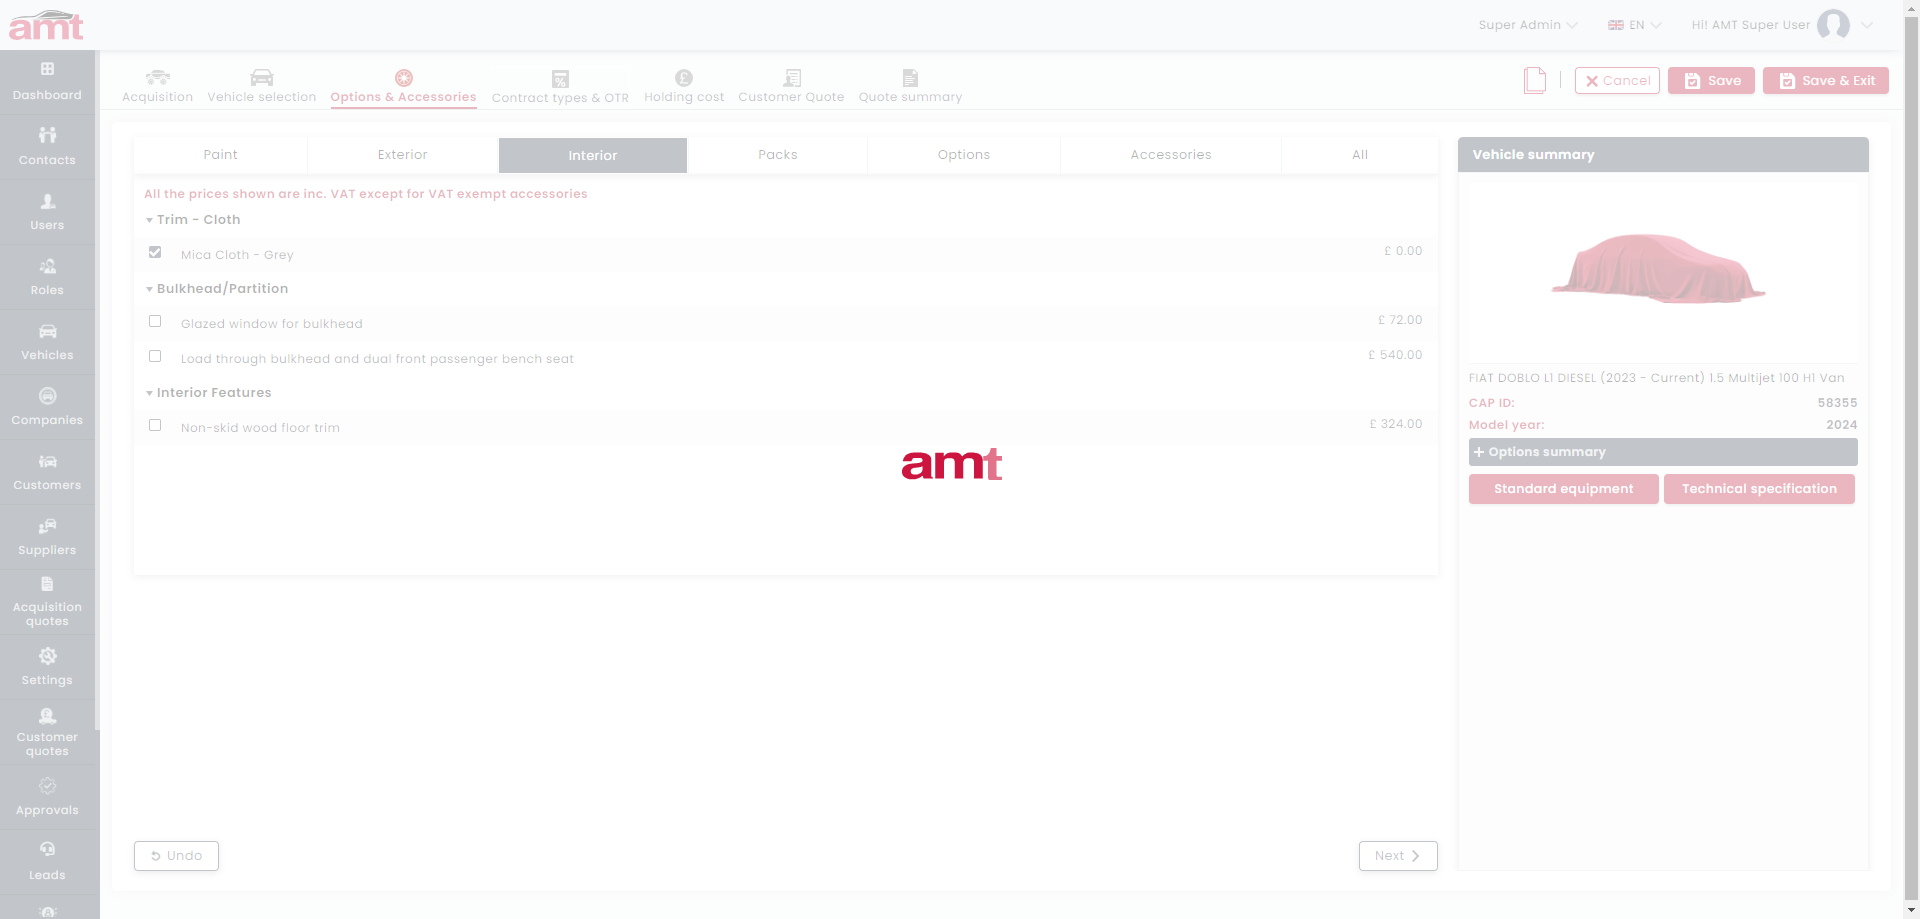 amt
Super Admin
EN
Hi! AMT Super User
Dashboard
Contacts
Users
Roles
Vehicles
Companies
Customers
Suppliers
Acquisition
quotes
Settings
Customer
quotes
Approvals
Leads
Acquisition
Vehicle selection
Options & Accessories
Contract types & OTR
Holding cost
Customer Quote
Quote summary
Cancel
Save
Save & Exit
Paint
Exterior
Interior
Packs
Options
Accessories
All
All the prices shown are inc. VAT except for VAT exempt accessories
Trim - Cloth
Mica Cloth - Grey £ 0.00
Bulkhead/Partition
Glazed window for bulkhead £ 72.00
Load through bulkhead and dual front passenger bench seat £ 540.00
Interior Features
Non-skid wood floor trim £ 324.00
amt
Undo
Next
Vehicle summary
FIAT DOBLO L1 DIESEL (2023 - Current) 1.5 Multijet 100 H1 Van
CAP ID: 58355
Model year: 2024
Options summary
Standard equipment
Technical specification